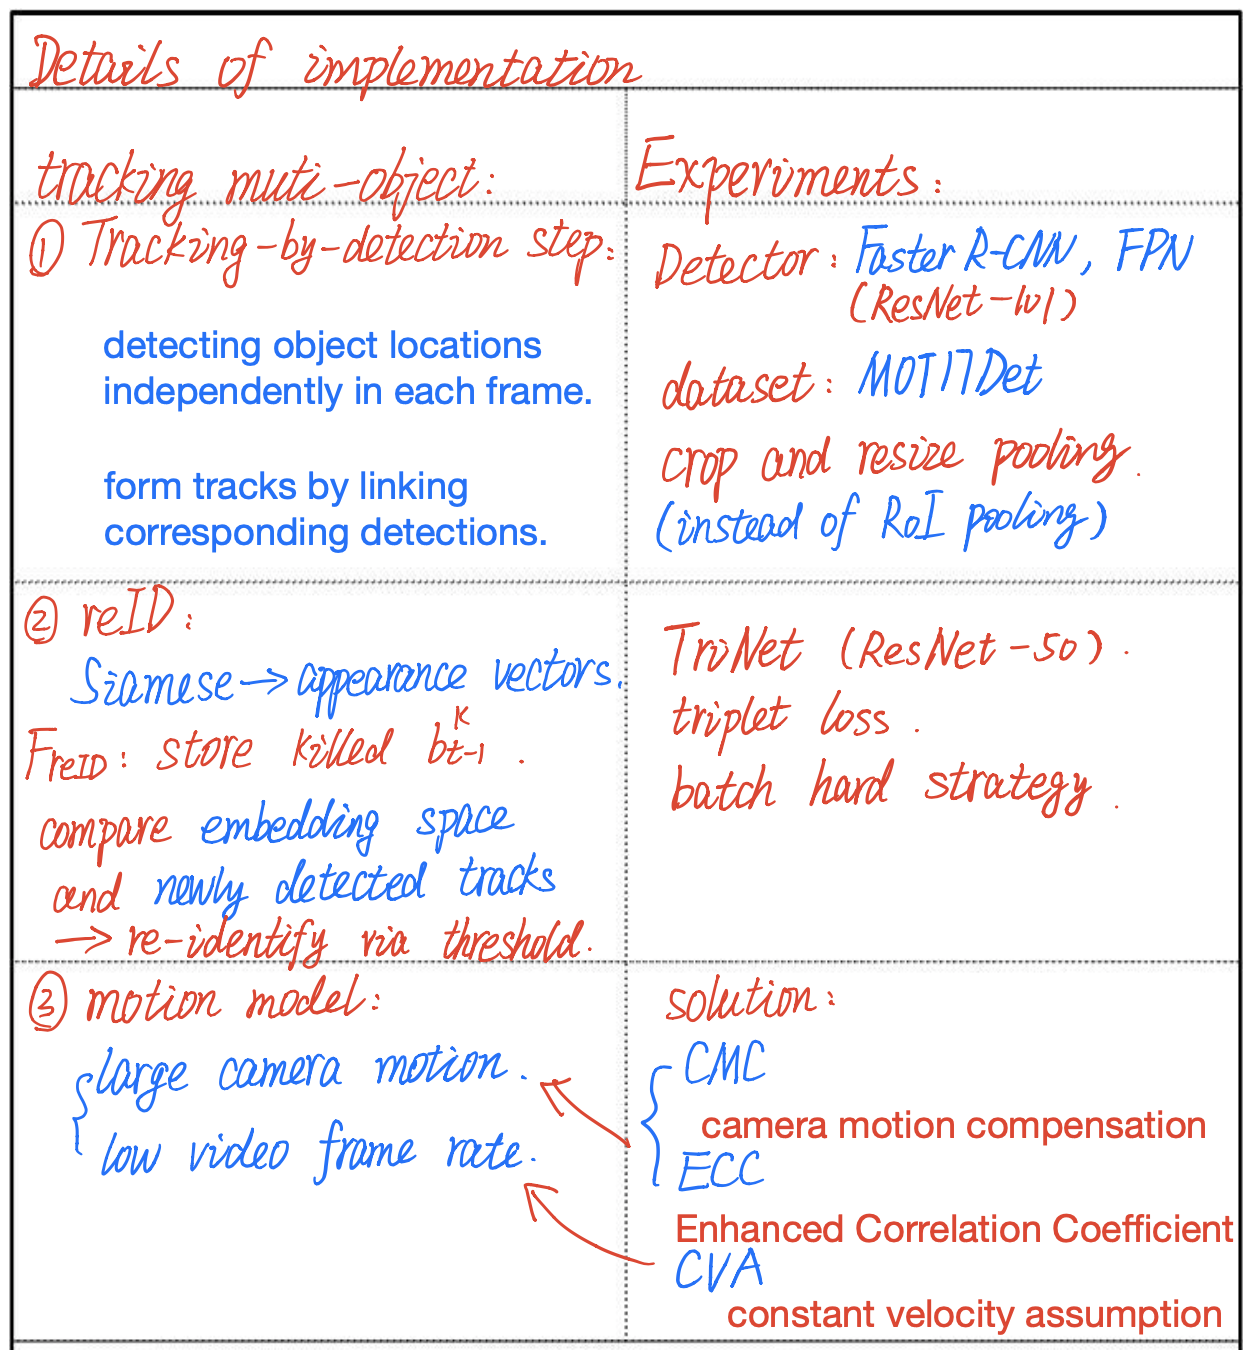 Details of implementation
tracking muti-object:
① Tracking-by-detection step:
detecting object locations
independently in each frame.
form tracks by linking
corresponding detections.
Experiments:
Detector: Faster R-CNN, FPN
(ResNet-101)
dataset: MOT17Det
crop and resize pooling.
(instead of RoI pooling)
② reID:
Siamese → appearance vectors.
F_reID: store killed b^k_t-1.
compare embedding space
and newly detected tracks
→ re-identify via threshold.
TriNet (ResNet-50).
triplet loss.
batch hard strategy.
③ motion model:
large camera motion.
low video frame rate.
solution:
CMC
camera motion compensation
ECC
Enhanced Correlation Coefficient
CVA
constant velocity assumption